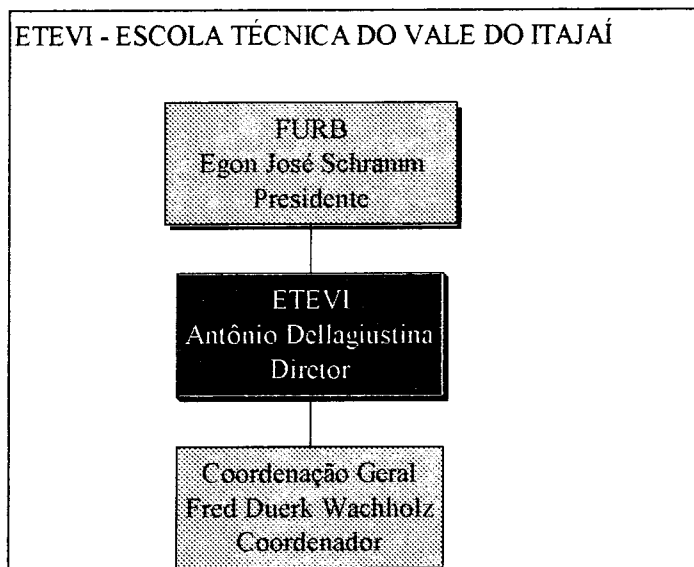 ETEVI - ESCOLA TÉCNICA DO VALE DO ITAJAÍ
FURB
Egon José Schramm
Presidente
ETEVI
Antônio Dellagiustina
Diretor
Coordenação Geral
Fred Duerk Wachholz
Coordenador